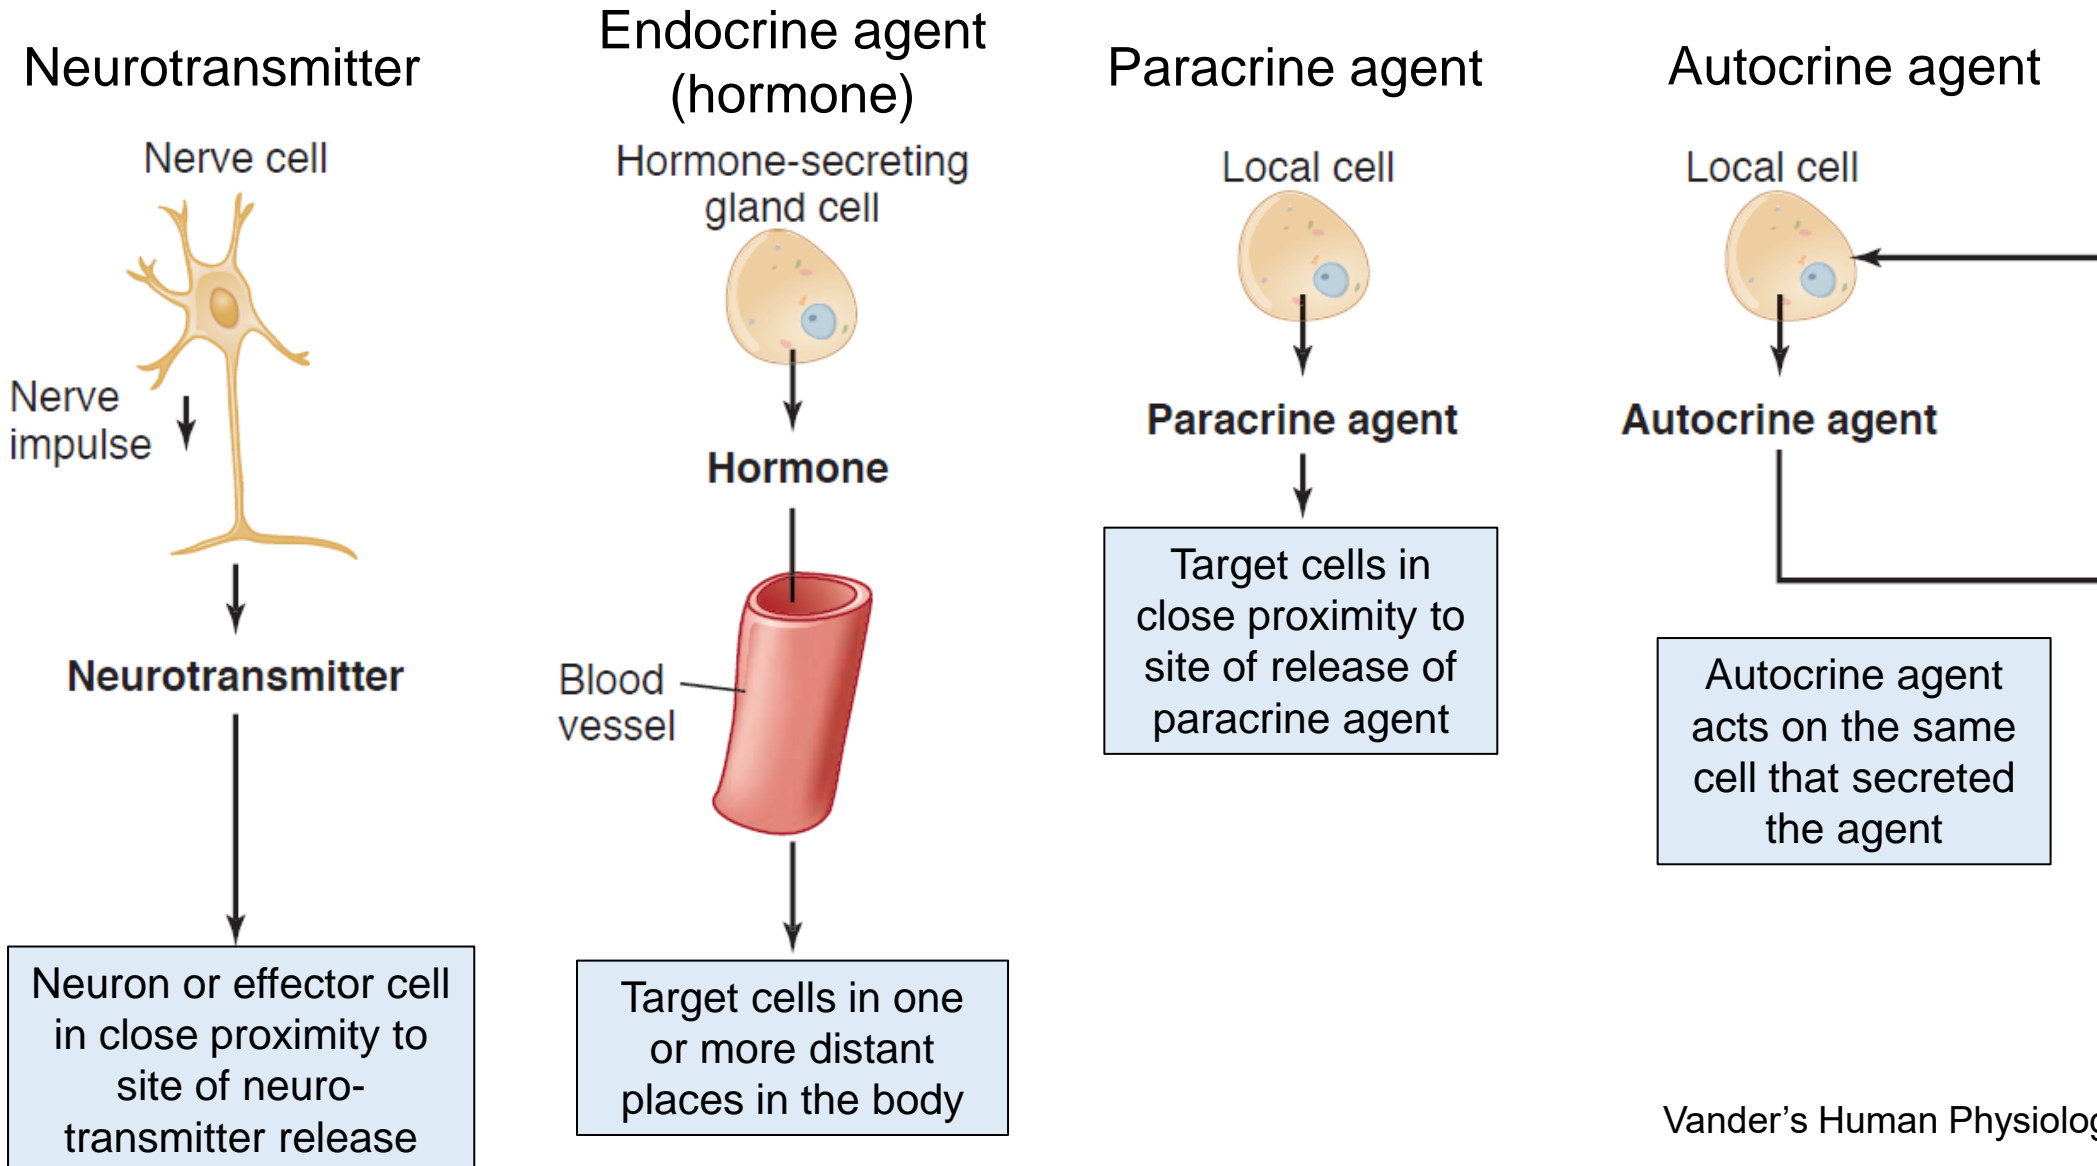 Neurotransmitter
Nerve cell
Nerve
impulse
Neurotransmitter
Neuron or effector cell
in close proximity to
site of neuro-
transmitter release
Endocrine agent
(hormone)
Hormone-secreting
gland cell
Hormone
Blood
vessel
Target cells in one
or more distant
places in the body
Paracrine agent
Local cell
Paracrine agent
Target cells in
close proximity to
site of release of
paracrine agent
Autocrine agent
Local cell
Autocrine agent
Autocrine agent
acts on the same
cell that secreted
the agent
Vander's Human Physiolog